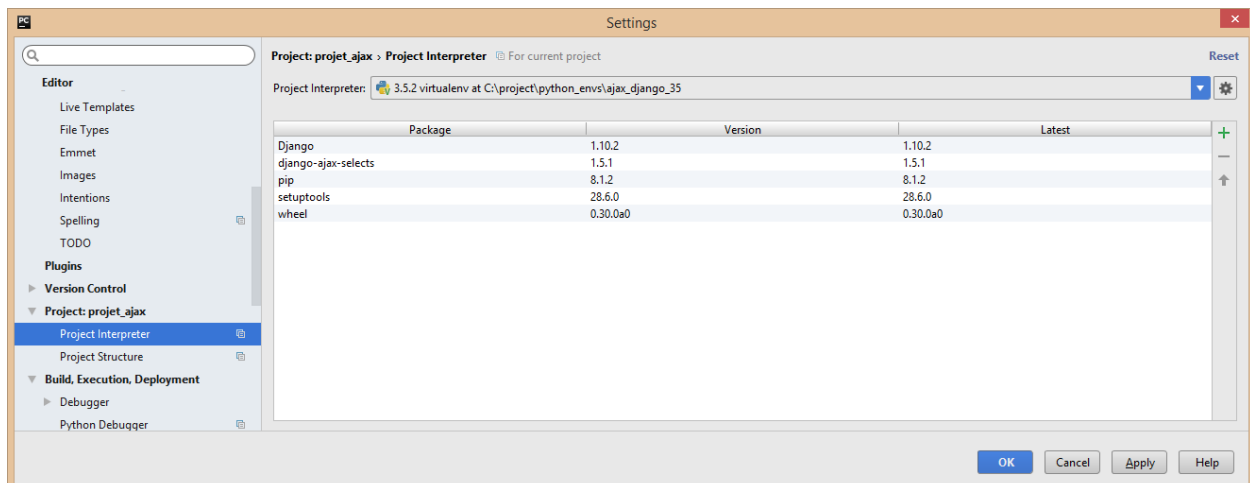 PC
Settings
Project: projet_ajax › Project Interpreter For current project
Reset
Project Interpreter: 3.5.2 virtualenv at C:\project\python_envs\ajax_django_35
Editor
Live Templates
File Types
Emmet
Images
Intentions
Spelling
TODO
Plugins
Version Control
Project: projet_ajax
Project Interpreter
Project Structure
Build, Execution, Deployment
Debugger
Python Debugger
Package Version Latest
Django 1.10.2 1.10.2
django-ajax-selects 1.5.1 1.5.1
pip 8.1.2 8.1.2
setuptools 28.6.0 28.6.0
wheel 0.30.0a0 0.30.0a0
OK Cancel Apply Help